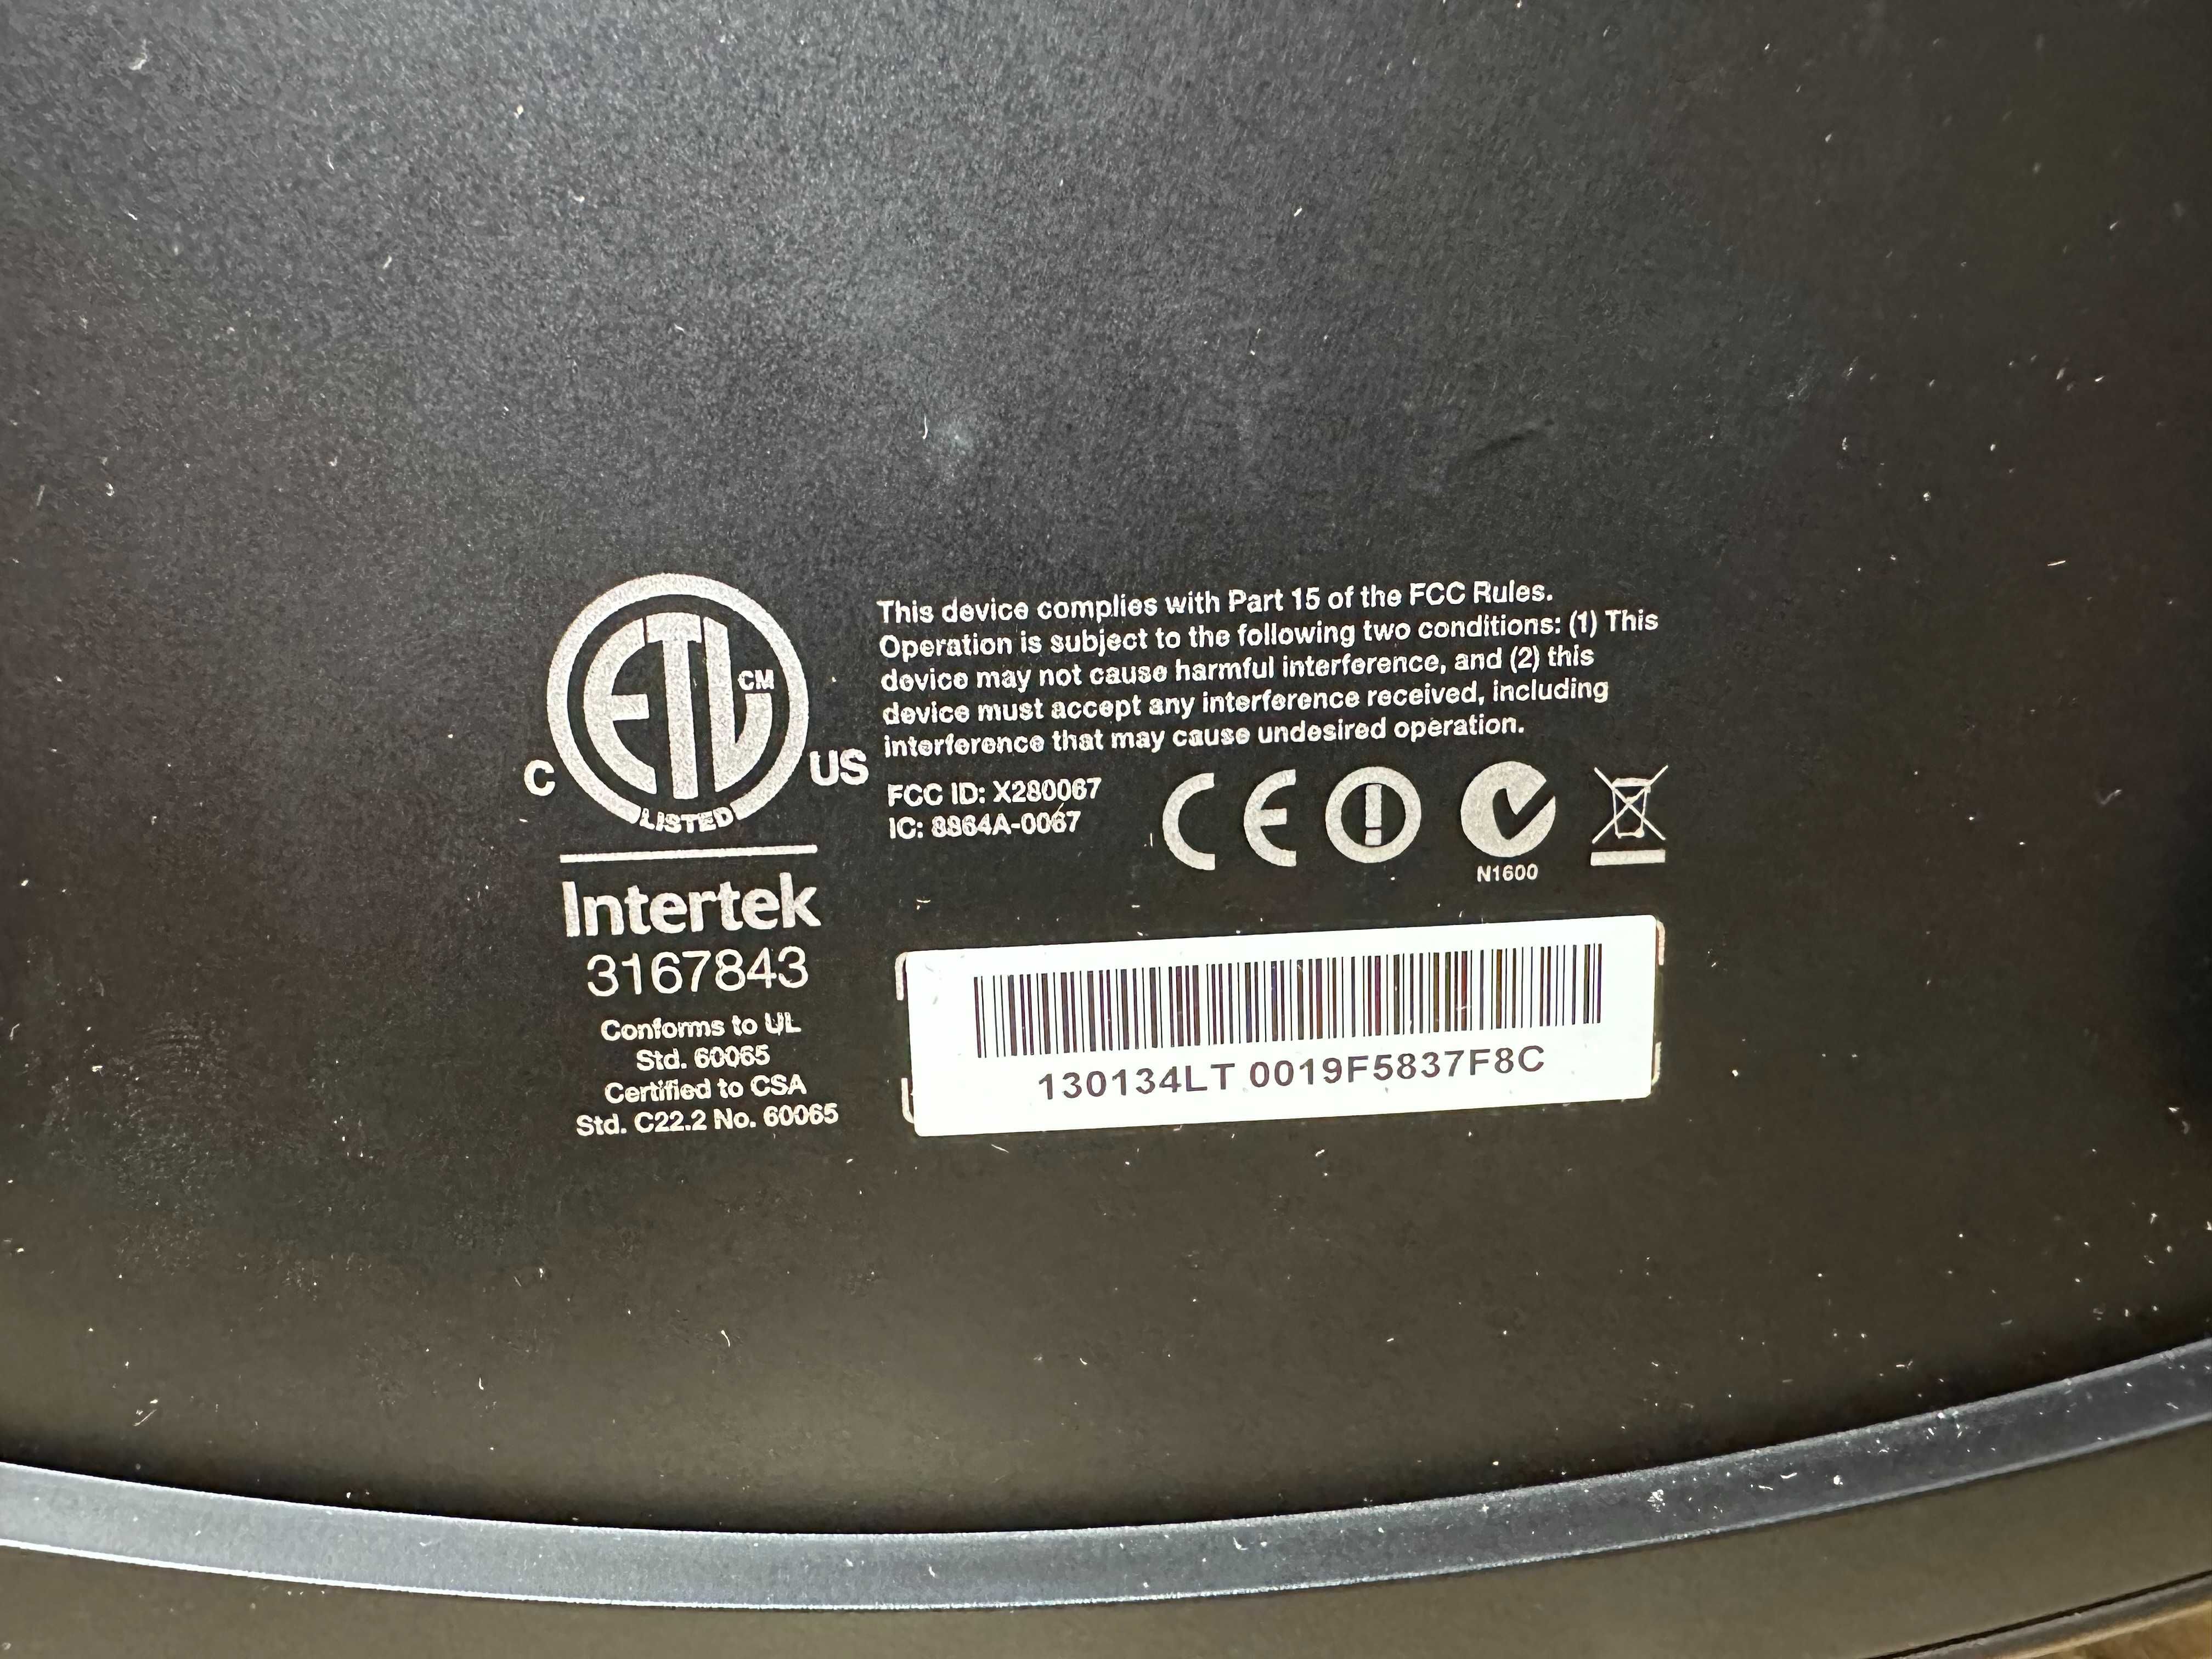 ETL CM
C US
LISTED
Intertek
3167843
Conforms to UL
Std. 60065
Certified to CSA
Std. C22.2 No. 60065
This device complies with Part 15 of the FCC Rules.
Operation is subject to the following two conditions: (1) This
device may not cause harmful interference, and (2) this
device must accept any interference received, including
interference that may cause undesired operation.
FCC ID: X280067
IC: 8864A-0067
CE
N1600
130134LT 0019F5837F8C